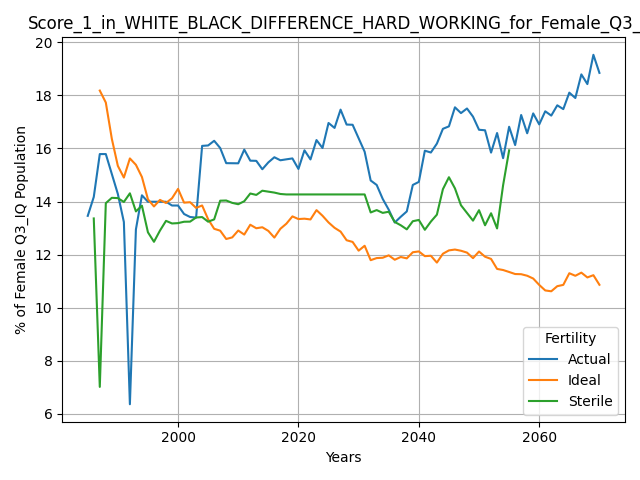 Score_1_in_WHITE_BLACK_DIFFERENCE_HARD_WORKING_for_Female_Q3_
% of Female Q3_IQ Population
20
18
16
14
12
10
8
6
2000
2020
2040
2060
Years
Fertility
Actual
Ideal
Sterile